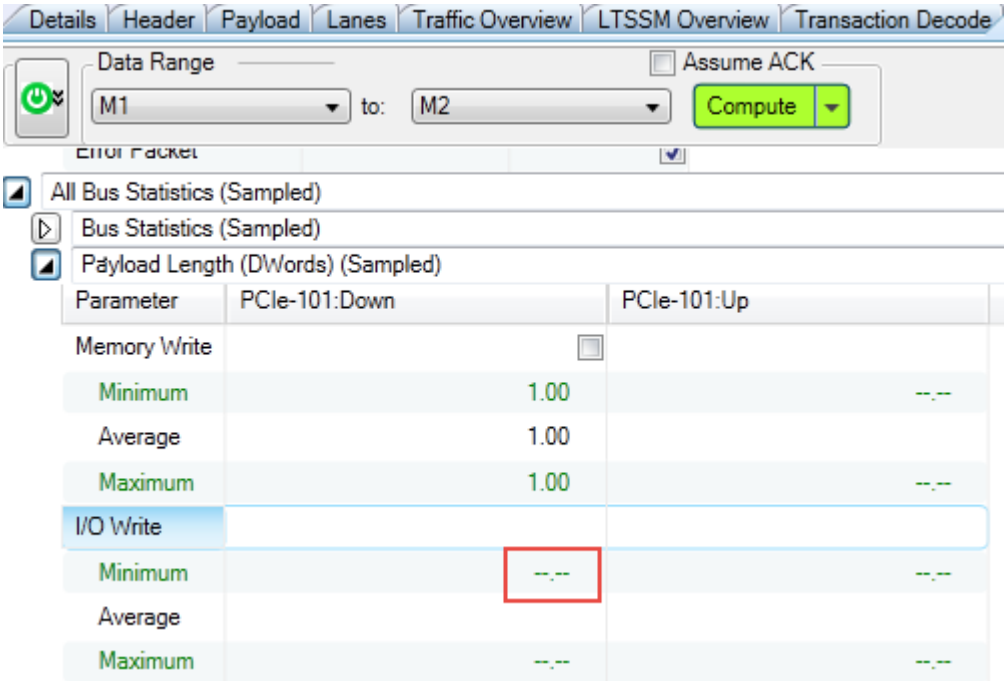 Details Header Payload Lanes Traffic Overview LTSSM Overview Transaction Decode
Data Range Assume ACK
M1 to: M2 Compute
Error Packet
All Bus Statistics (Sampled)
Bus Statistics (Sampled)
Payload Length (DWords) (Sampled)
Parameter PCIe-101:Down PCIe-101:Up
Memory Write
Minimum 1.00 --.--
Average 1.00
Maximum 1.00 --.--
I/O Write
Minimum --.-- --.--
Average
Maximum --.-- --.--